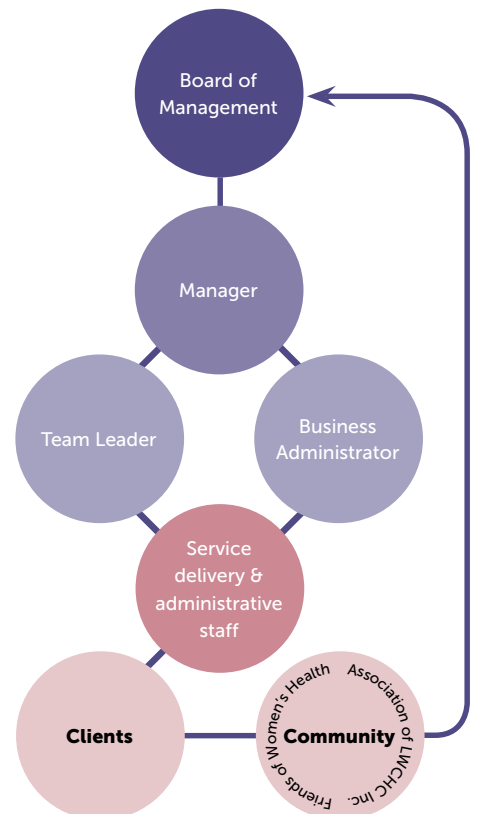 Board of
Management
Manager
Team Leader
Business
Administrator
Service
delivery &
administrative
staff
Clients
Community
Friends of Women's Health
Association of LWCHC Inc.